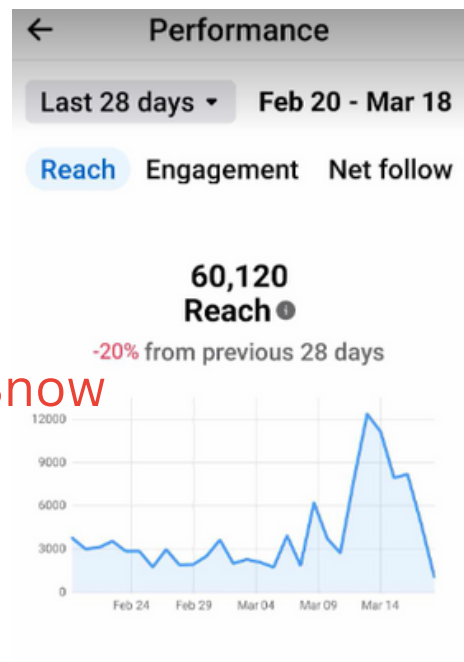 Performance
Last 28 days Feb 20 - Mar 18
Reach Engagement Net follow
60,120
Reach
-20% from previous 28 days
now
12000
9000
6000
3000
0
Feb 24 Feb 29 Mar 04 Mar 09 Mar 14